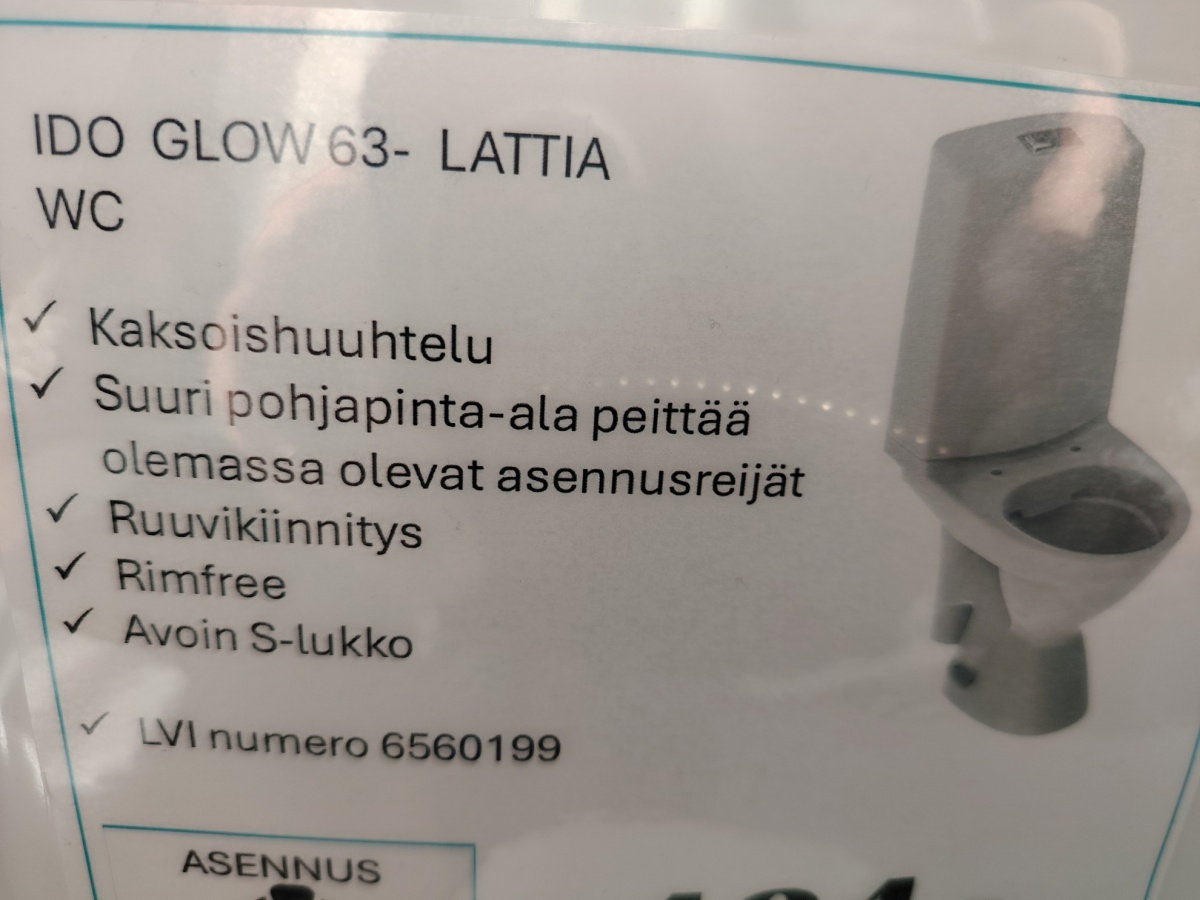 IDO GLOW 63- LATTIA
WC
✓ Kaksoishuuhtelu
✓ Suuri pohjapinta-ala peittää
olemassa olevat asennusreijät
✓ Ruuvikiinnitys
✓ Rimfree
✓ Avoin S-lukko
✓ LVI numero 6560199
ASENNUS